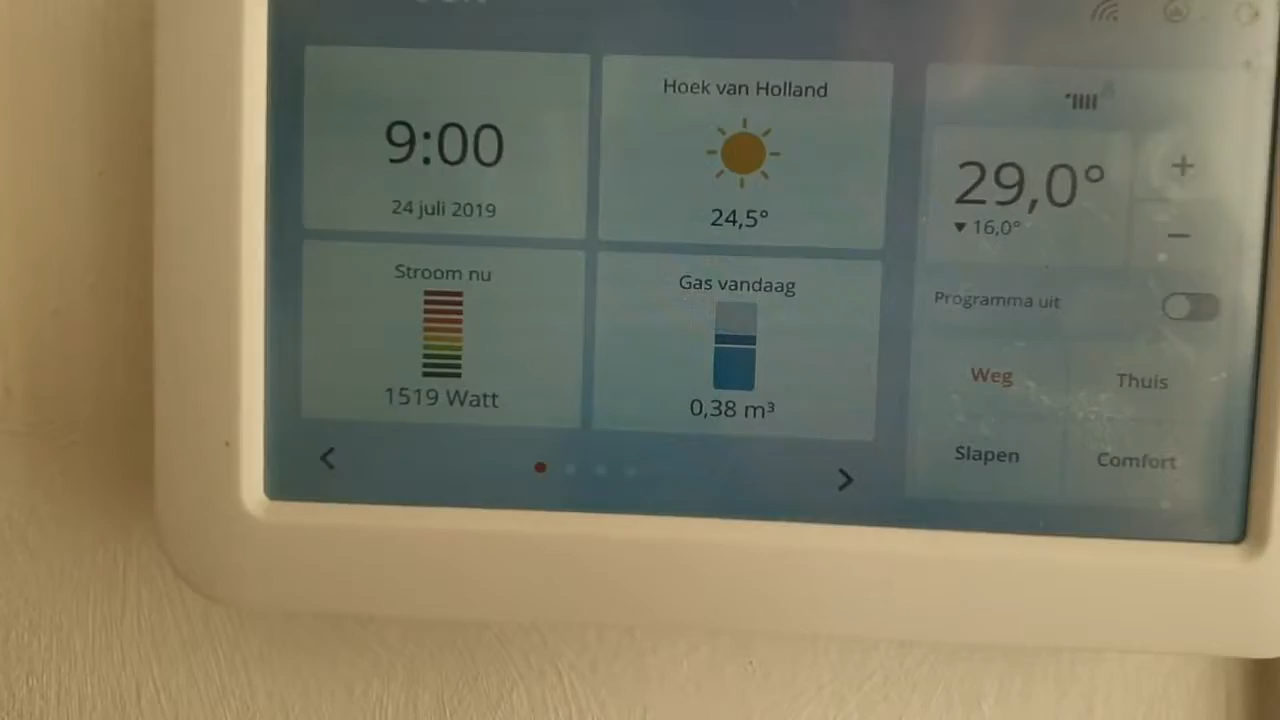 9:00
24 juli 2019
Hoek van Holland
24,5°
29,0°
▼ 16,0°
+
−
Stroom nu
1519 Watt
Gas vandaag
0,38 m³
Programma uit
Weg
Thuis
Slapen
Comfort